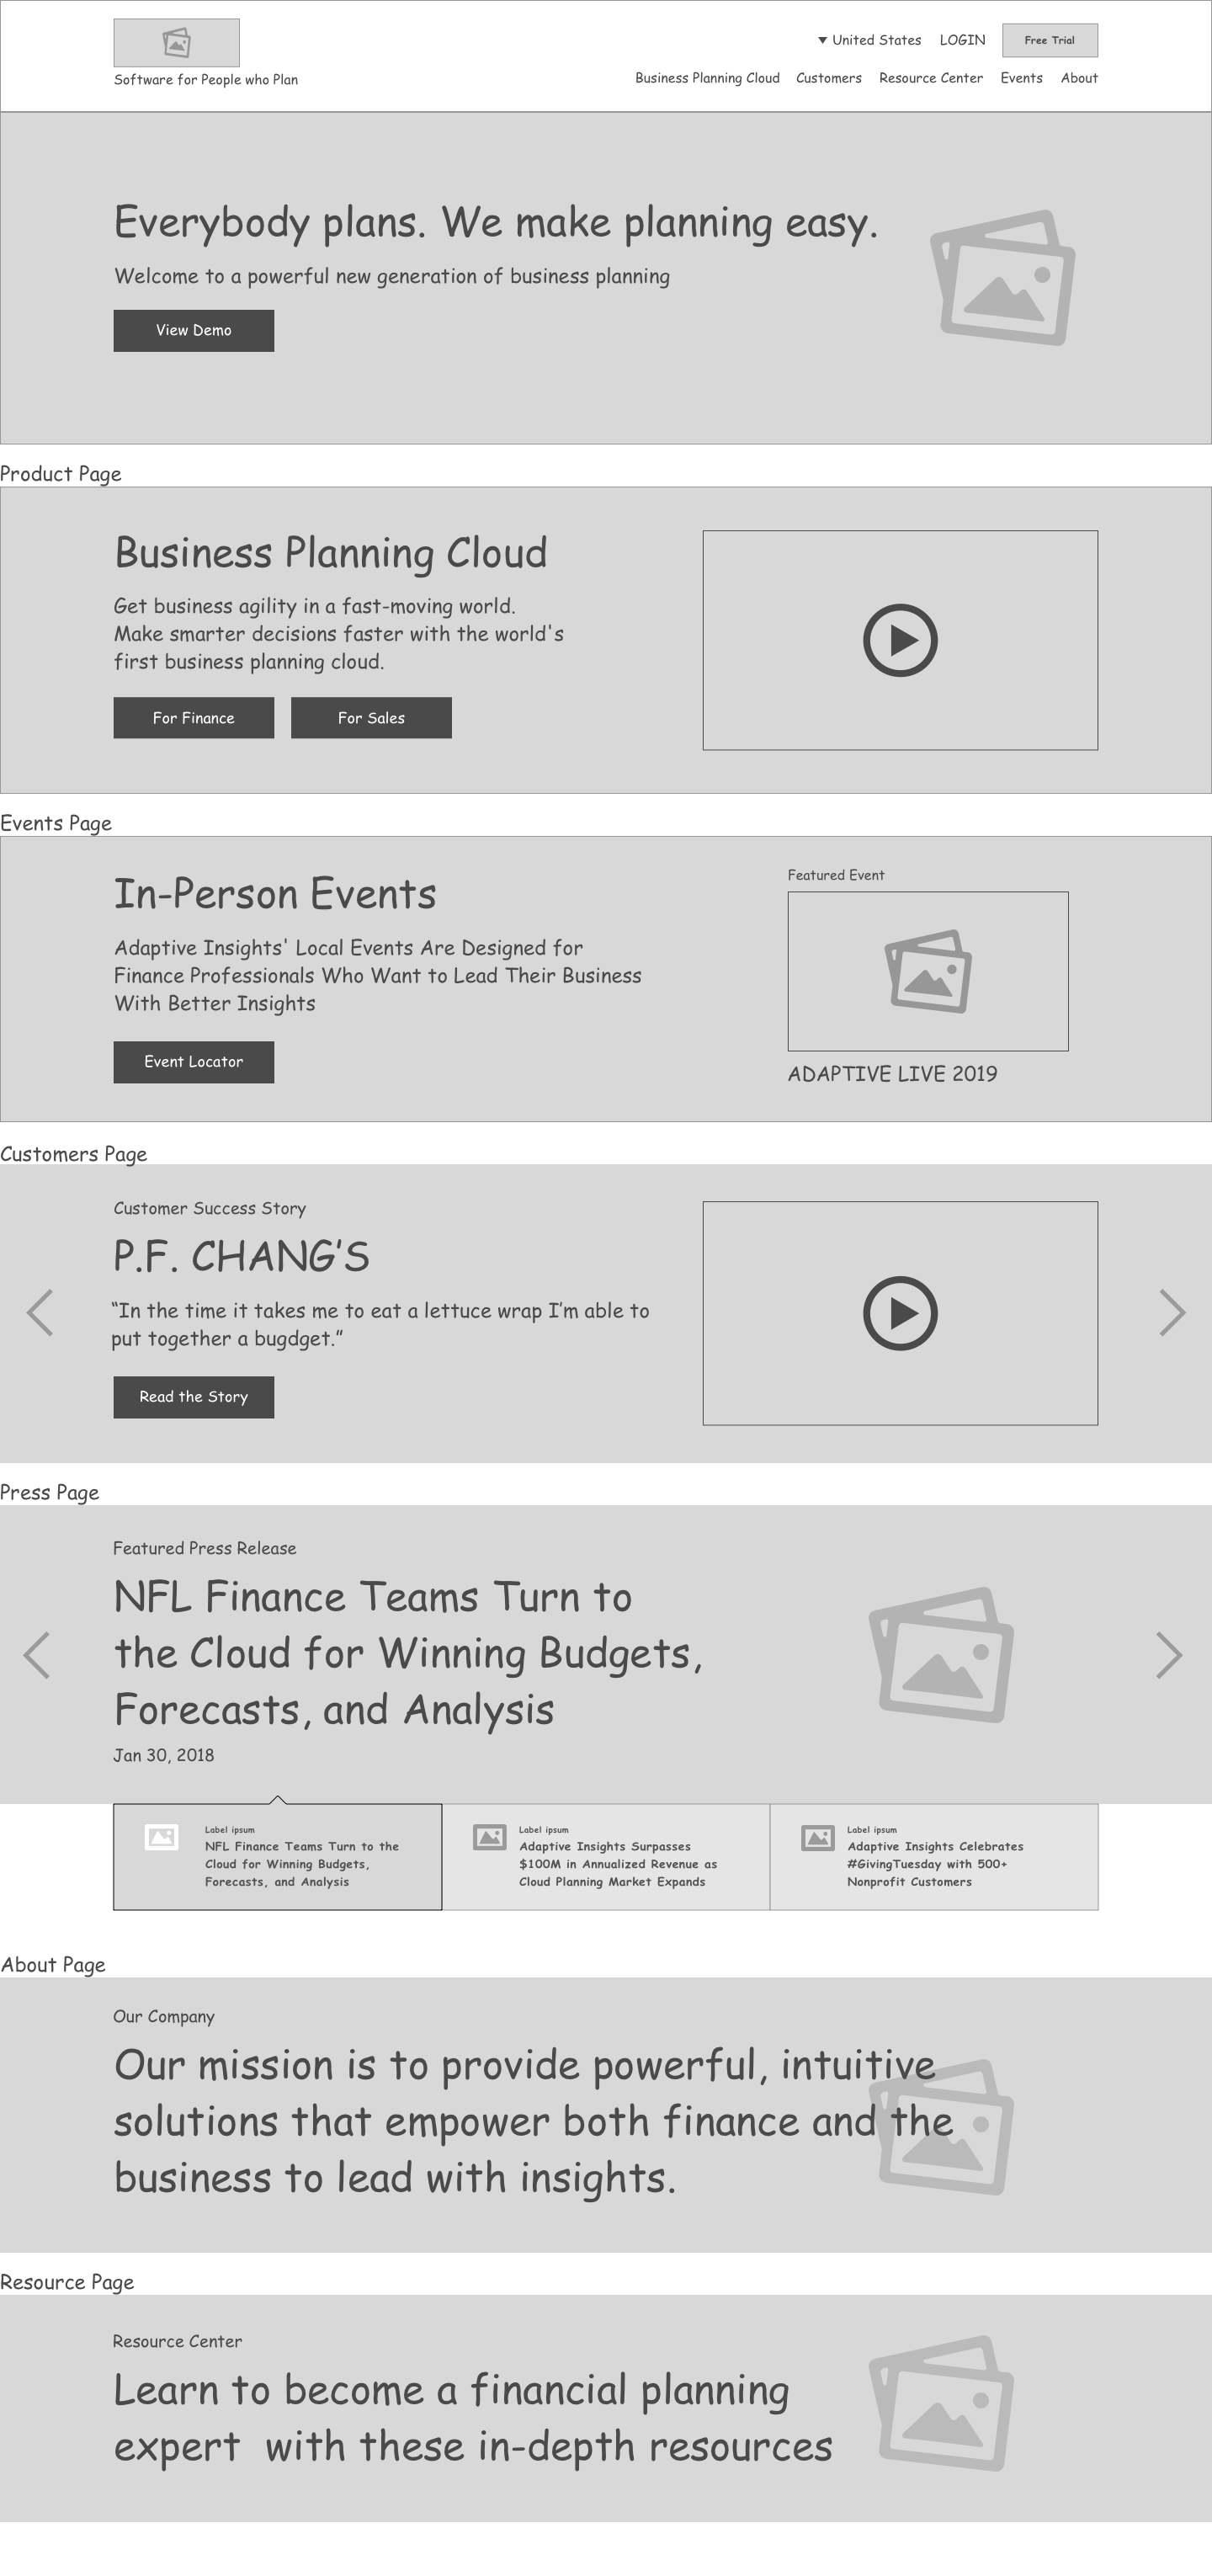 United States
LOGIN
Free Trial
Software for People who Plan
Business Planning Cloud
Customers
Resource Center
Events
About
Everybody plans. We make planning easy.
Welcome to a powerful new generation of business planning
View Demo
Product Page
Business Planning Cloud
Get business agility in a fast-moving world.
Make smarter decisions faster with the world's
first business planning cloud.
For Finance
For Sales
Events Page
In-Person Events
Adaptive Insights' Local Events Are Designed for
Finance Professionals Who Want to Lead Their Business
With Better Insights
Event Locator
Featured Event
ADAPTIVE LIVE 2019
Customers Page
Customer Success Story
P.F. CHANG’S
“In the time it takes me to eat a lettuce wrap I’m able to
put together a bugdget.”
Read the Story
Press Page
Featured Press Release
NFL Finance Teams Turn to
the Cloud for Winning Budgets,
Forecasts, and Analysis
Jan 30, 2018
Label ipsum
NFL Finance Teams Turn to the
Cloud for Winning Budgets,
Forecasts, and Analysis
Label ipsum
Adaptive Insights Surpasses
$100M in Annualized Revenue as
Cloud Planning Market Expands
Label ipsum
Adaptive Insights Celebrates
#GivingTuesday with 500+
Nonprofit Customers
About Page
Our Company
Our mission is to provide powerful, intuitive
solutions that empower both finance and the
business to lead with insights.
Resource Page
Resource Center
Learn to become a financial planning
expert  with these in-depth resources